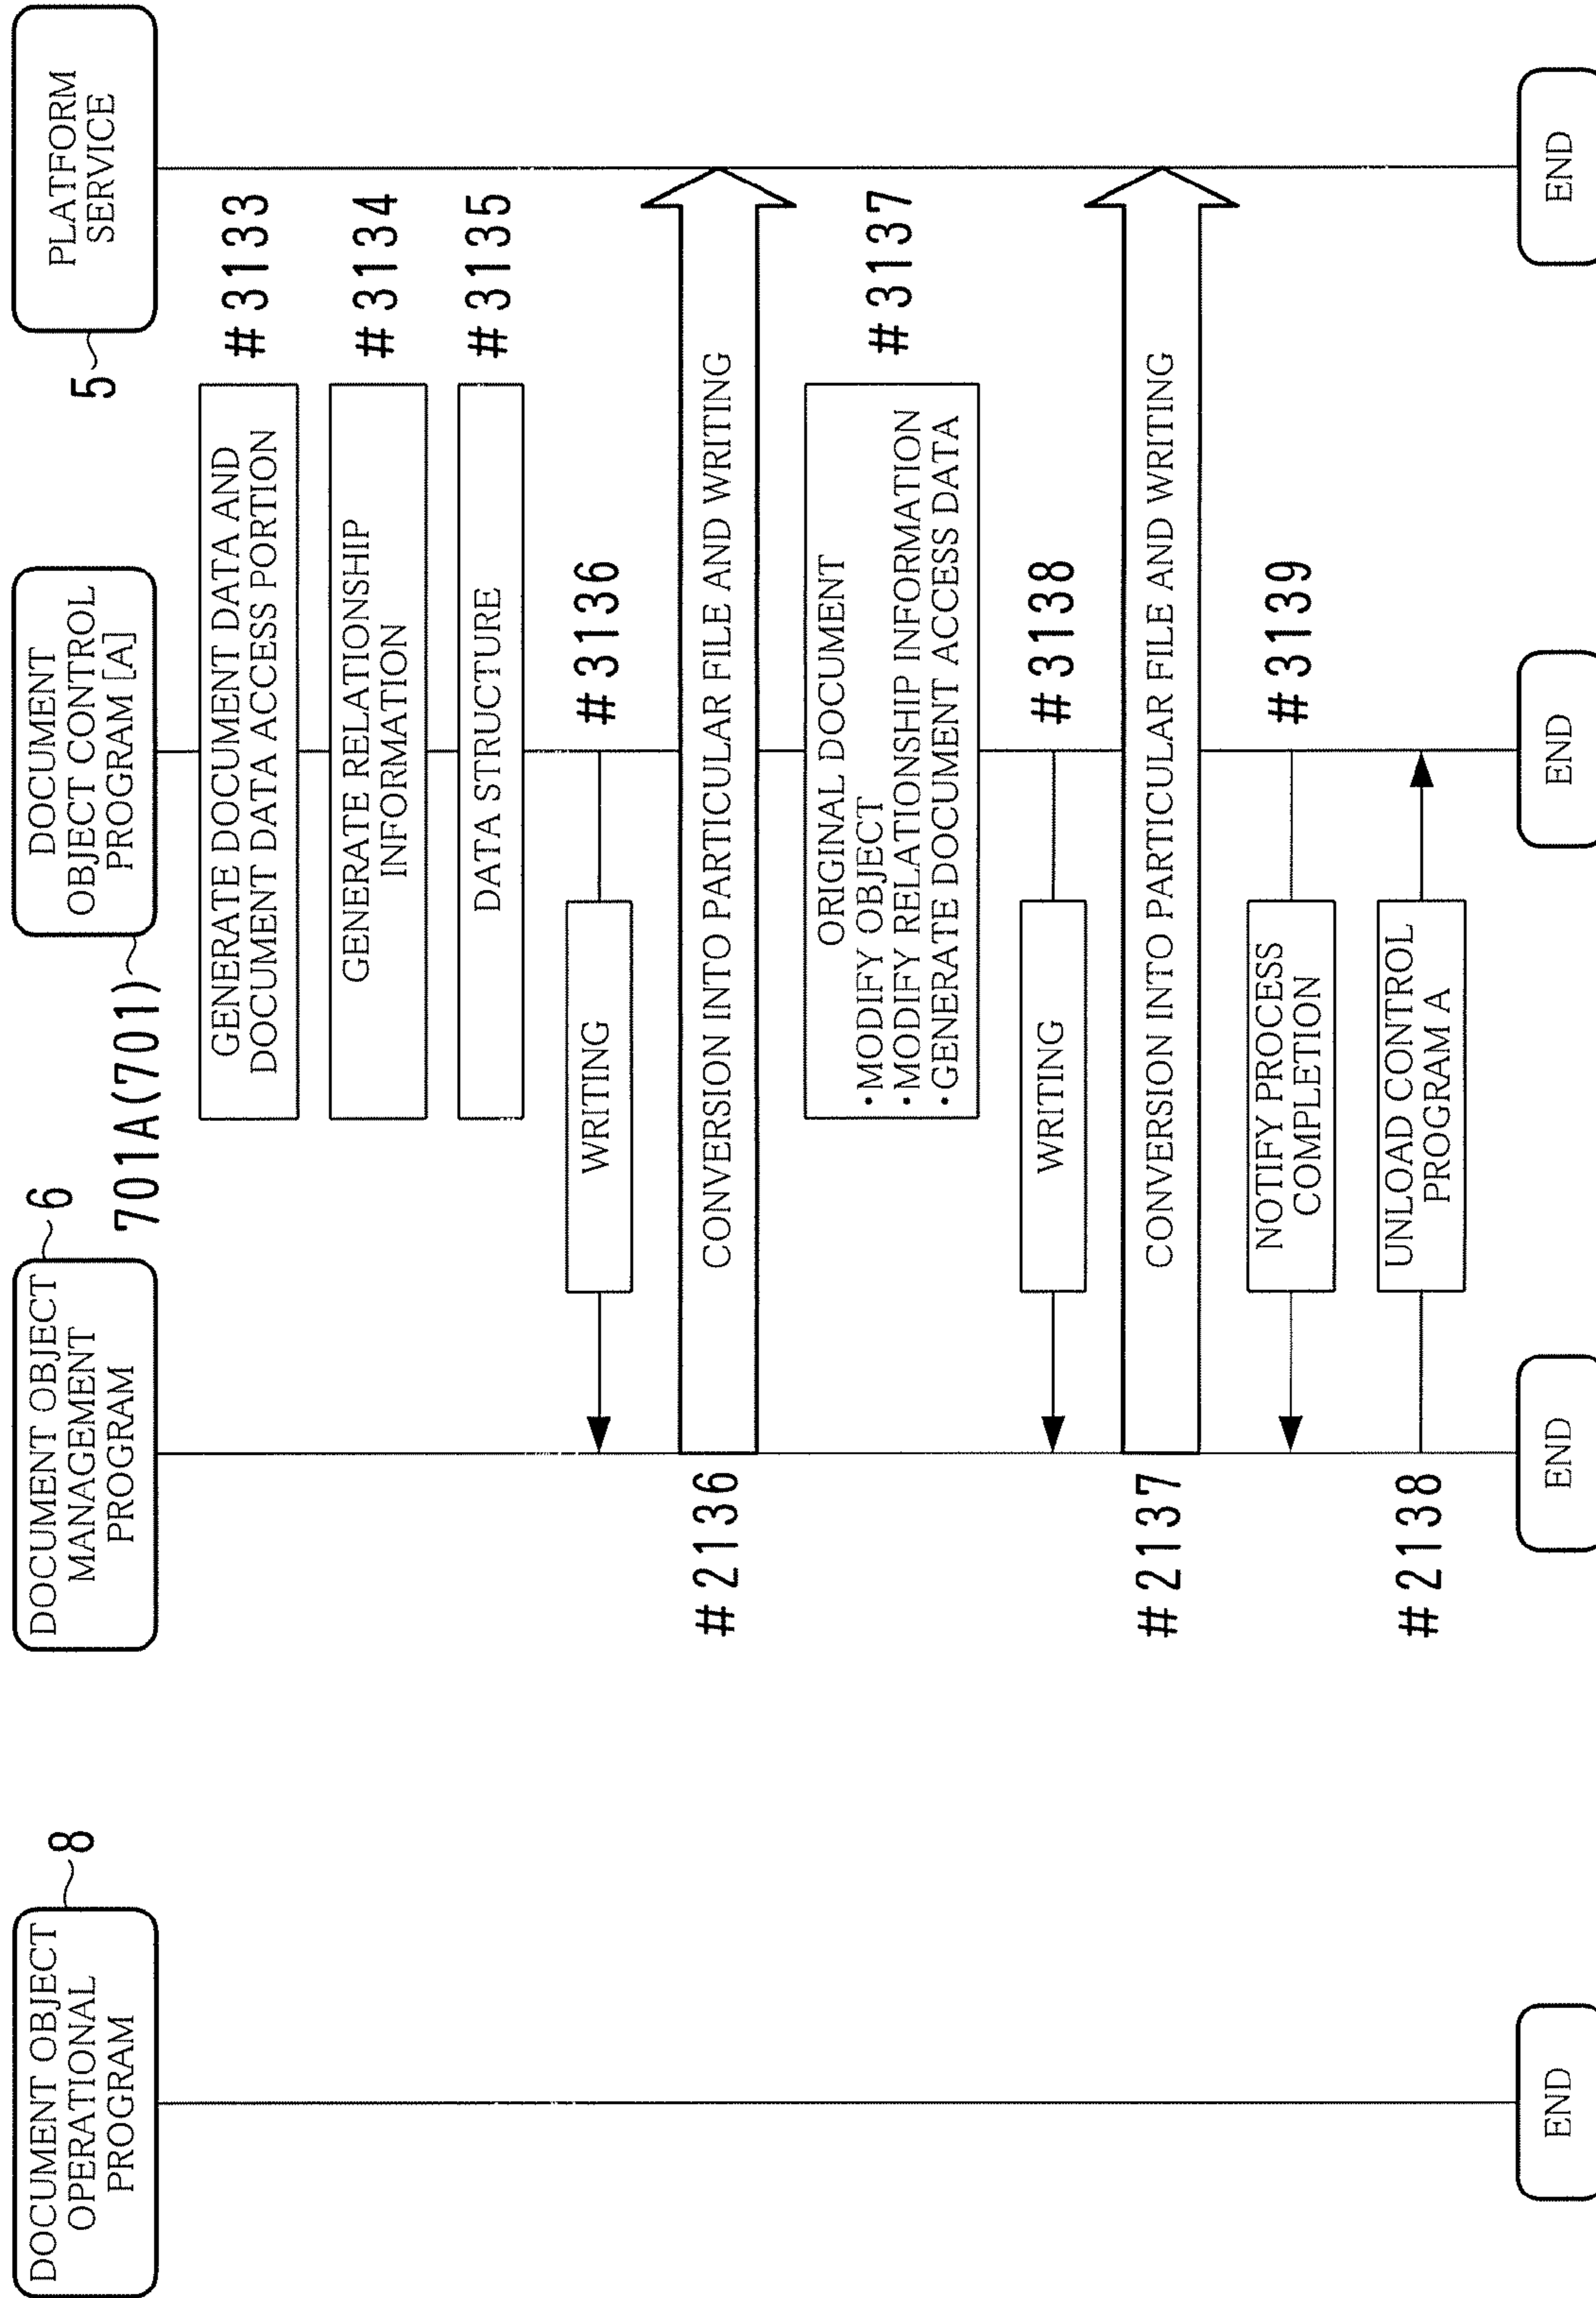 DOCUMENT OBJECT
OPERATIONAL
PROGRAM
8
DOCUMENT OBJECT
MANAGEMENT
PROGRAM
6
DOCUMENT
OBJECT CONTROL
PROGRAM [A]
701A(701)
PLATFORM
SERVICE
5
GENERATE DOCUMENT DATA AND
DOCUMENT DATA ACCESS PORTION
#3133
GENERATE RELATIONSHIP
INFORMATION
#3134
DATA STRUCTURE
#3135
WRITING
#3136
#2136
CONVERSION INTO PARTICULAR FILE AND WRITING
ORIGINAL DOCUMENT
・MODIFY OBJECT
・MODIFY RELATIONSHIP INFORMATION
・GENERATE DOCUMENT ACCESS DATA
#3137
WRITING
#3138
#2137
CONVERSION INTO PARTICULAR FILE AND WRITING
NOTIFY PROCESS
COMPLETION
#3139
#2138
UNLOAD CONTROL
PROGRAM A
END
END
END
END